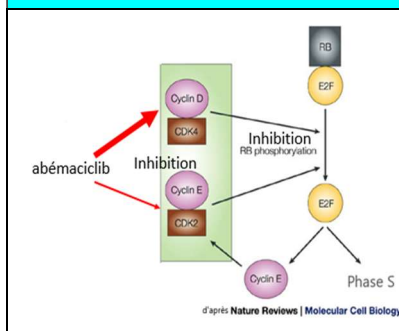 RB
E2F
Cyclin D
CDK4
Inhibition
RB phosphorylation
abémaciclib
Inhibition
Cyclin E
CDK2
E2F
Cyclin E
Phase S
d'après Nature Reviews | Molecular Cell Biology